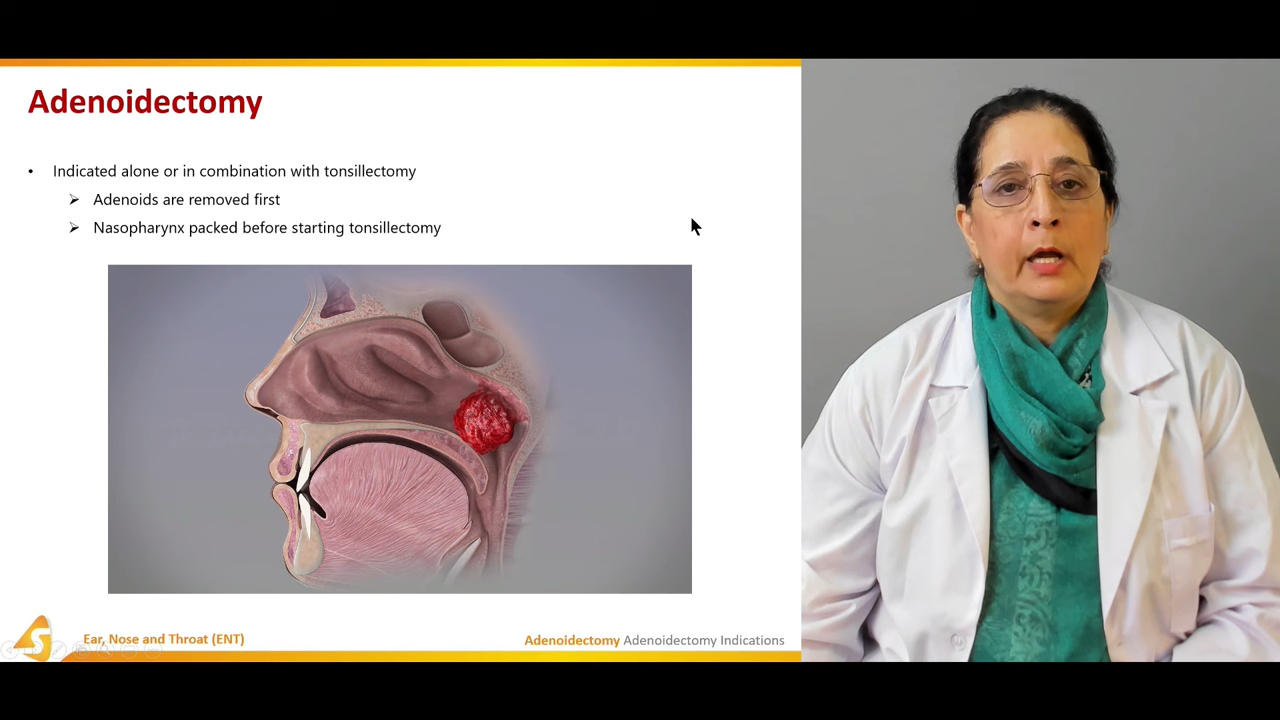 Adenoidectomy
• Indicated alone or in combination with tonsillectomy
➢ Adenoids are removed first
➢ Nasopharynx packed before starting tonsillectomy
Ear, Nose and Throat (ENT)
Adenoidectomy Adenoidectomy Indications